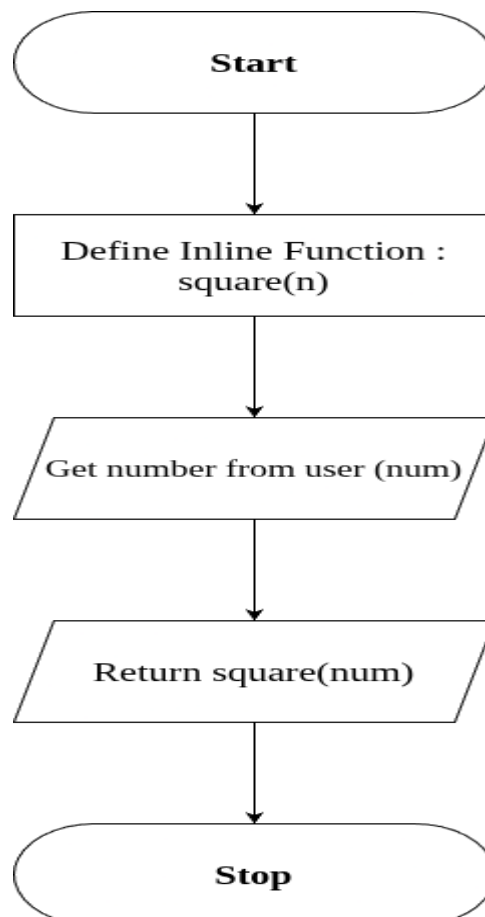 Start
Define Inline Function :
square(n)
Get number from user (num)
Return square(num)
Stop